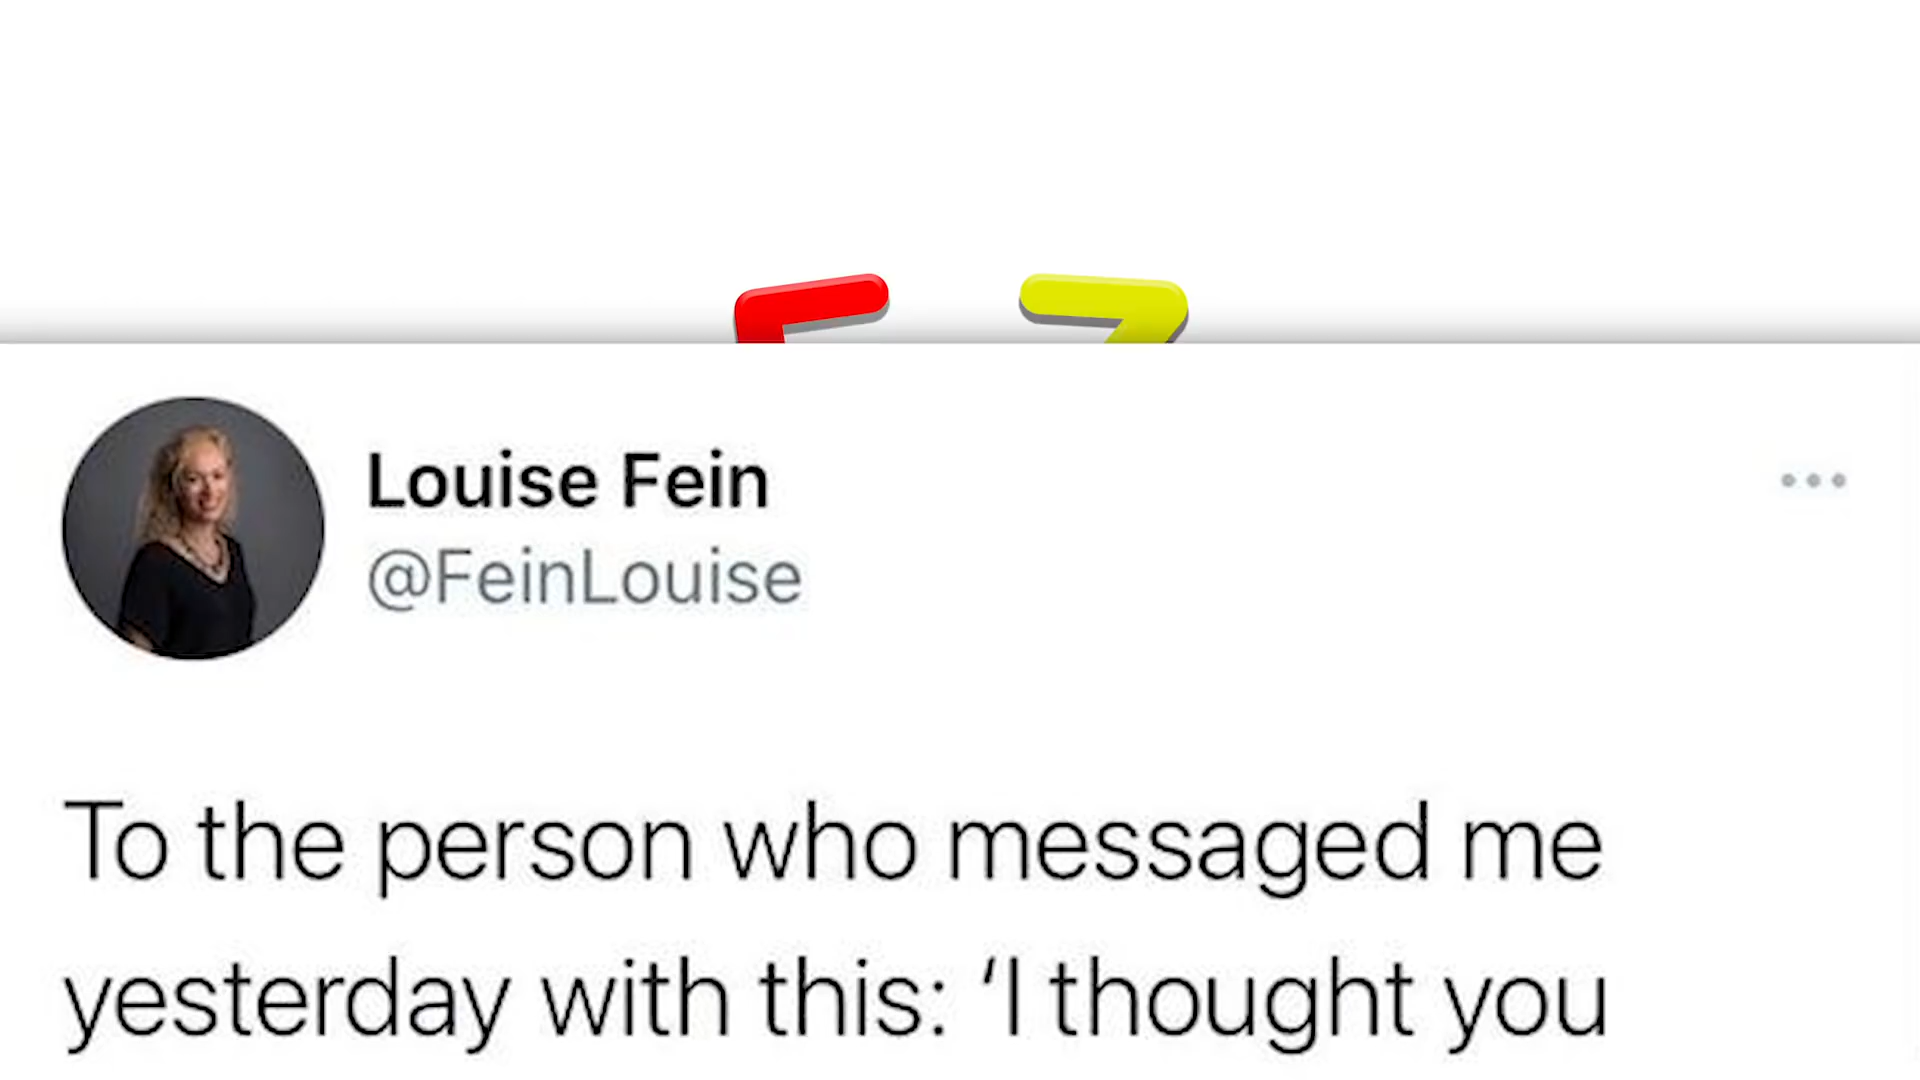 Louise Fein
@FeinLouise
To the person who messaged me
yesterday with this: ‘I thought you